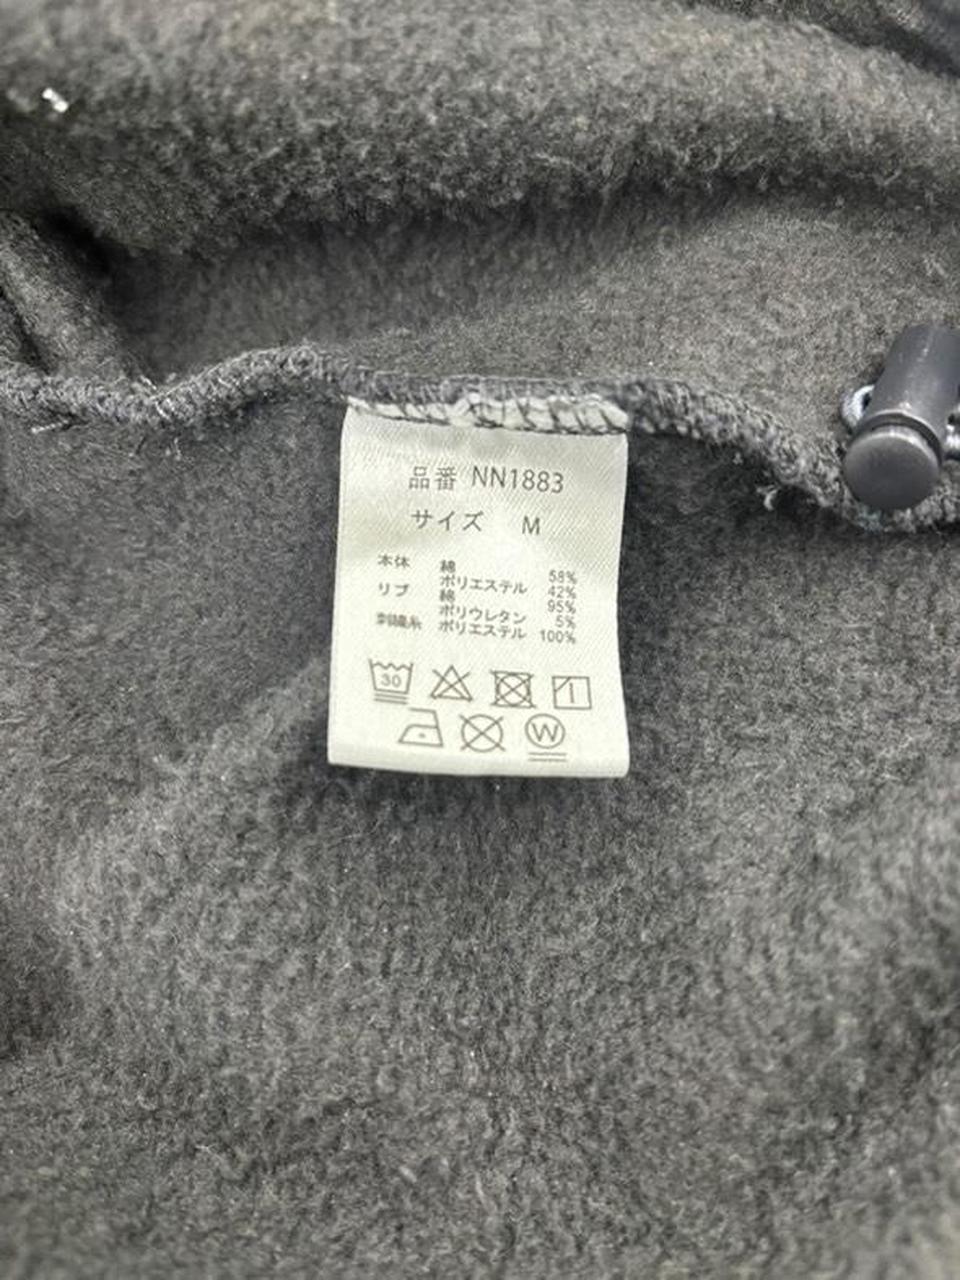 品番 NN1883
サイズ M
本体 綿 58%
ポリエステル 42%
リブ 綿 95%
ポリウレタン 5%
刺繍糸 ポリエステル 100%
30
W